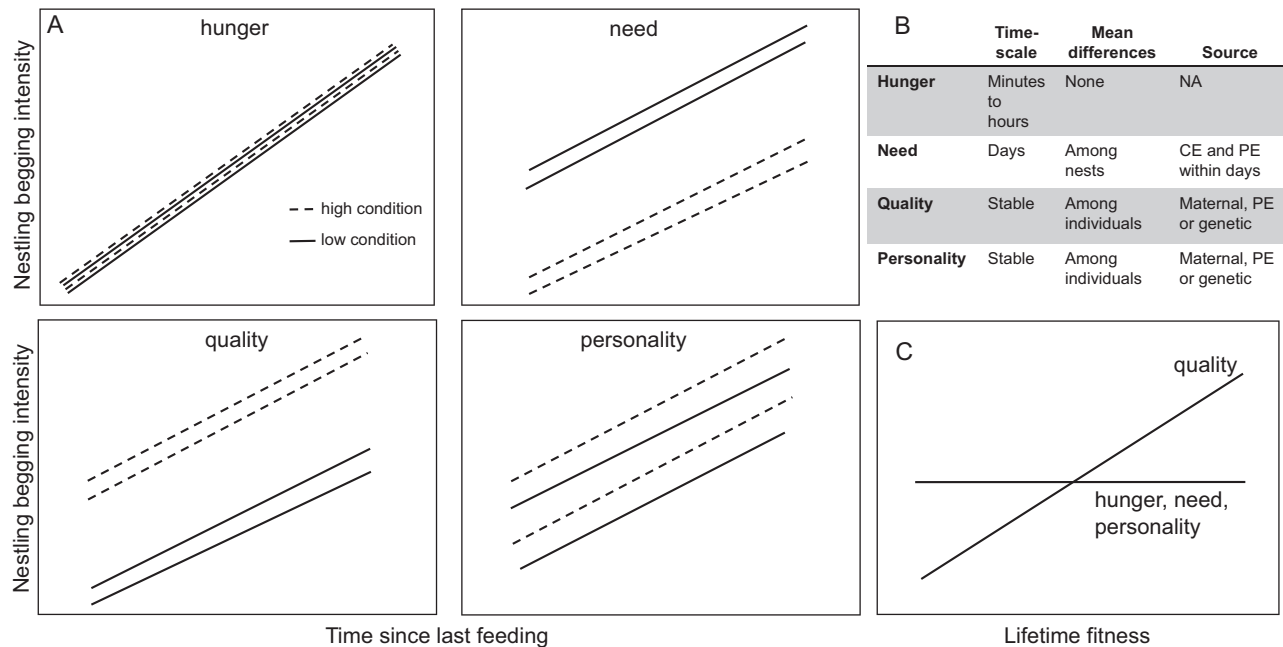 A
hunger
Nestling begging intensity
high condition
low condition
need
B
Time-
scale
Mean
differences
Source
Hunger
Minutes
to
hours
None
NA
Need
Days
Among
nests
CE and PE
within days
Quality
Stable
Among
individuals
Maternal, PE
or genetic
Personality
Stable
Among
individuals
Maternal, PE
or genetic
quality
Nestling begging intensity
personality
Time since last feeding
C
quality
hunger, need,
personality
Lifetime fitness